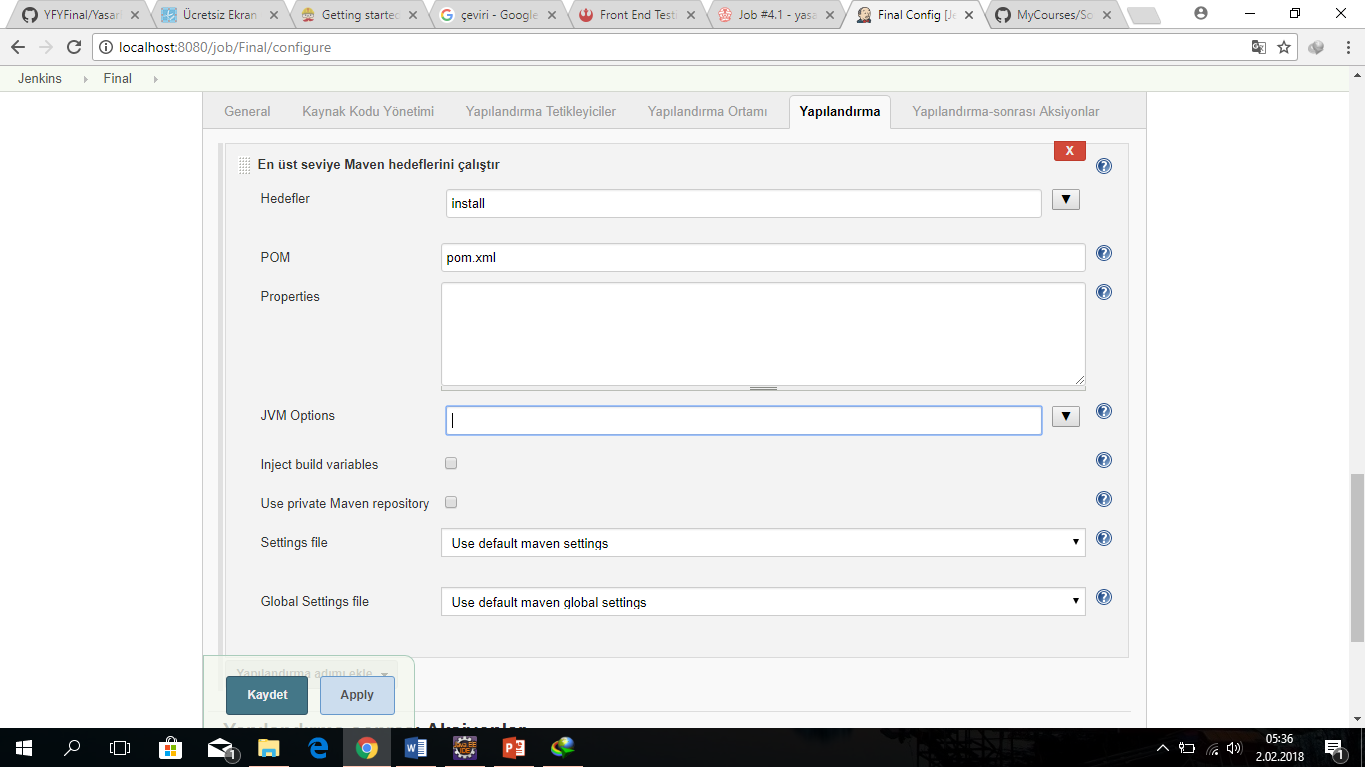 YFYFinal/Yasar
Ücretsiz Ekran
Getting started
çeviri - Google
Front End Testi
Job #4.1 - yasa
Final Config [Je
MyCourses/So
localhost:8080/job/Final/configure
Jenkins
Final
General
Kaynak Kodu Yönetimi
Yapılandırma Tetikleyiciler
Yapılandırma Ortamı
Yapılandırma
Yapılandırma-sonrası Aksiyonlar
En üst seviye Maven hedeflerini çalıştır
X
Hedefler
install
POM
pom.xml
Properties
JVM Options
Inject build variables
Use private Maven repository
Settings file
Use default maven settings
Global Settings file
Use default maven global settings
Yapılandırma adımı ekle
Kaydet
Apply
05:36
2.02.2018